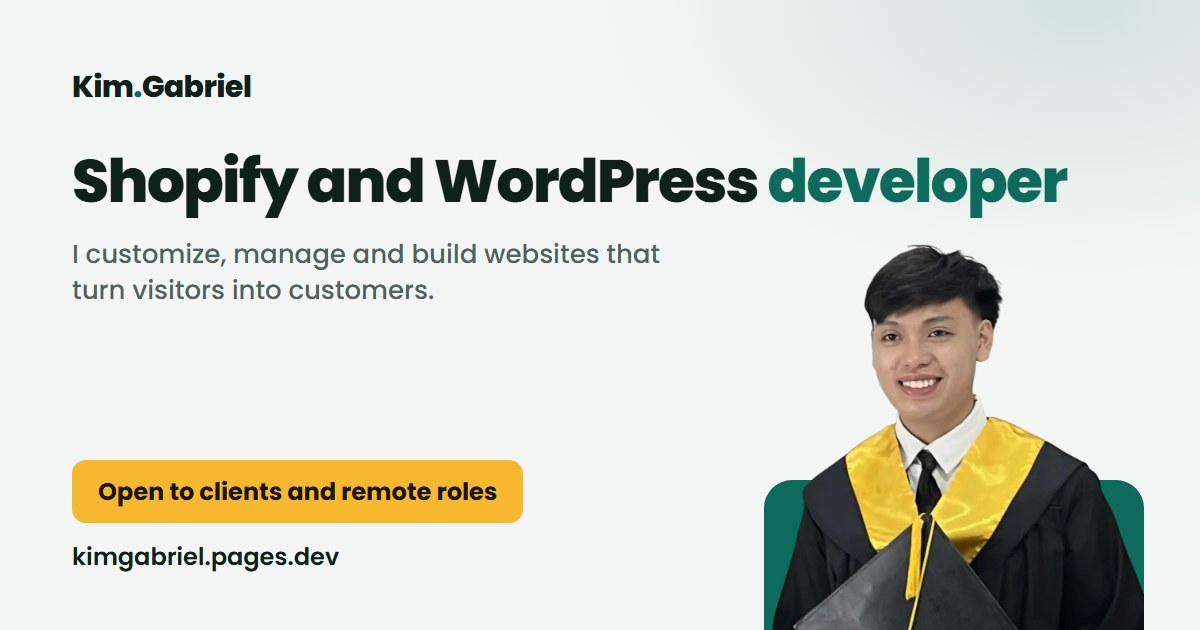 Kim.Gabriel
Shopify and WordPress developer
I customize, manage and build websites that
turn visitors into customers.
Open to clients and remote roles
kimgabriel.pages.dev